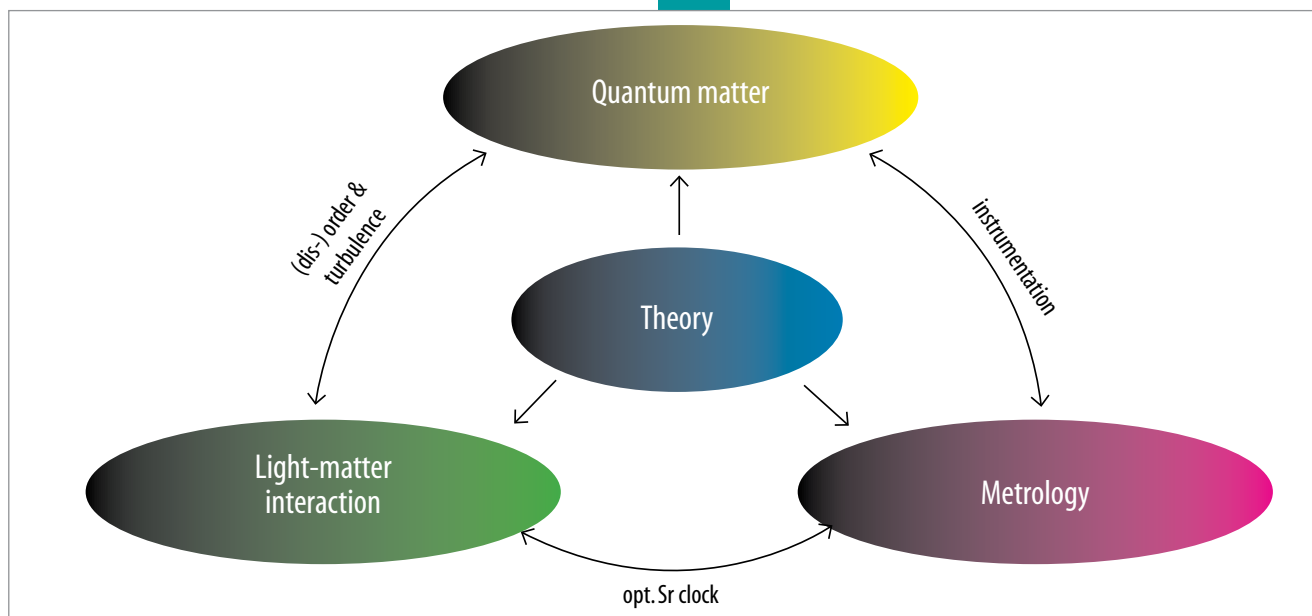 Quantum matter
(dis-) order &
turbulence
instrumentation
Theory
Light-matter
interaction
Metrology
opt. Sr clock